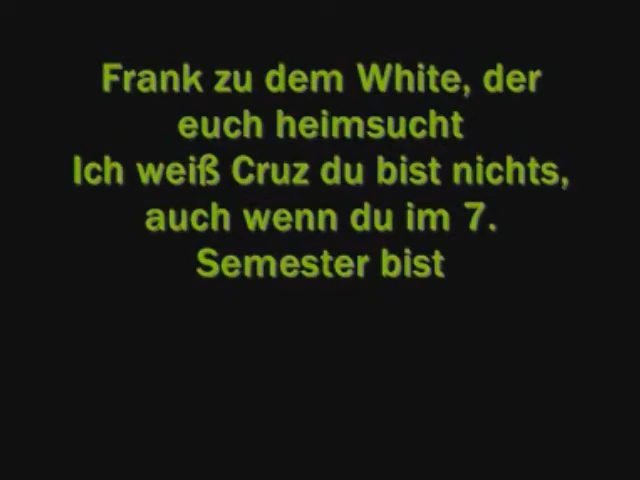 Frank zu dem White, der
euch heimsucht
Ich weiß Cruz du bist nichts,
auch wenn du im 7.
Semester bist